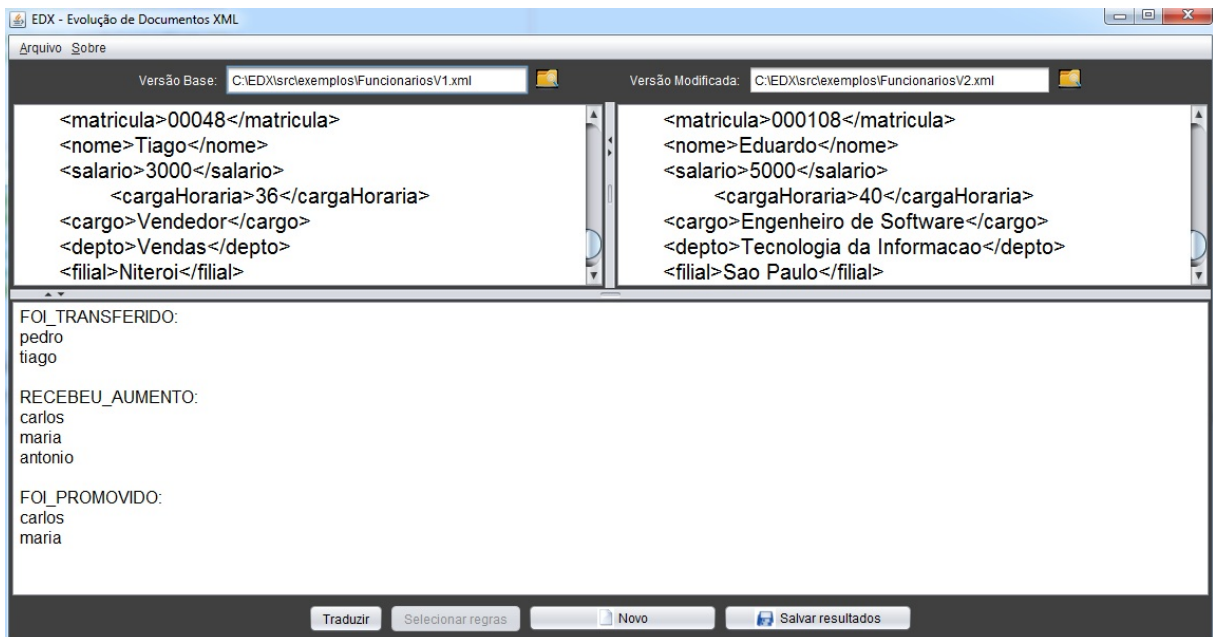 EDX - Evolução de Documentos XML
Arquivo Sobre
Versão Base: C:\EDX\src\exemplos\FuncionariosV1.xml
Versão Modificada: C:\EDX\src\exemplos\FuncionariosV2.xml
<matricula>00048</matricula>
<nome>Tiago</nome>
<salario>3000</salario>
<cargaHoraria>36</cargaHoraria>
<cargo>Vendedor</cargo>
<depto>Vendas</depto>
<filial>Niteroi</filial>
<matricula>000108</matricula>
<nome>Eduardo</nome>
<salario>5000</salario>
<cargaHoraria>40</cargaHoraria>
<cargo>Engenheiro de Software</cargo>
<depto>Tecnologia da Informacao</depto>
<filial>Sao Paulo</filial>
FOI_TRANSFERIDO:
pedro
tiago
RECEBEU_AUMENTO:
carlos
maria
antonio
FOI_PROMOVIDO:
carlos
maria
Traduzir Selecionar regras Novo Salvar resultados